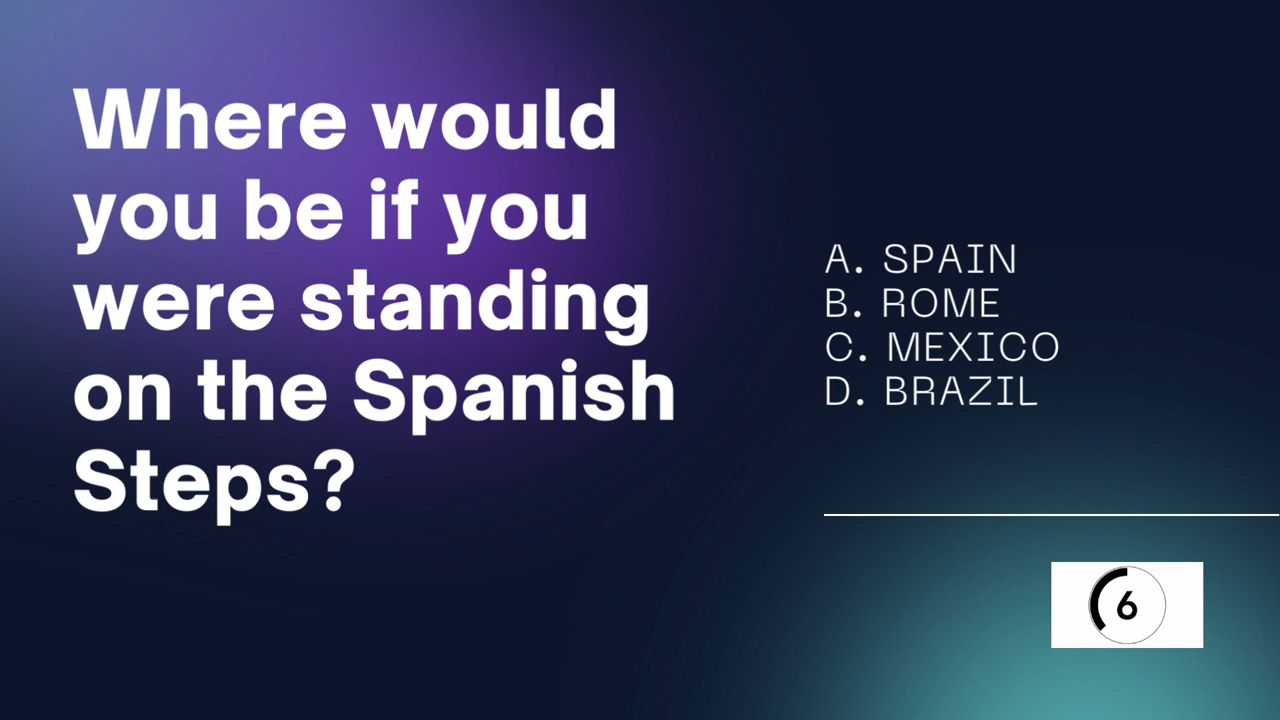 Where would
you be if you
were standing
on the Spanish
Steps?
A. SPAIN
B. ROME
C. MEXICO
D. BRAZIL
6